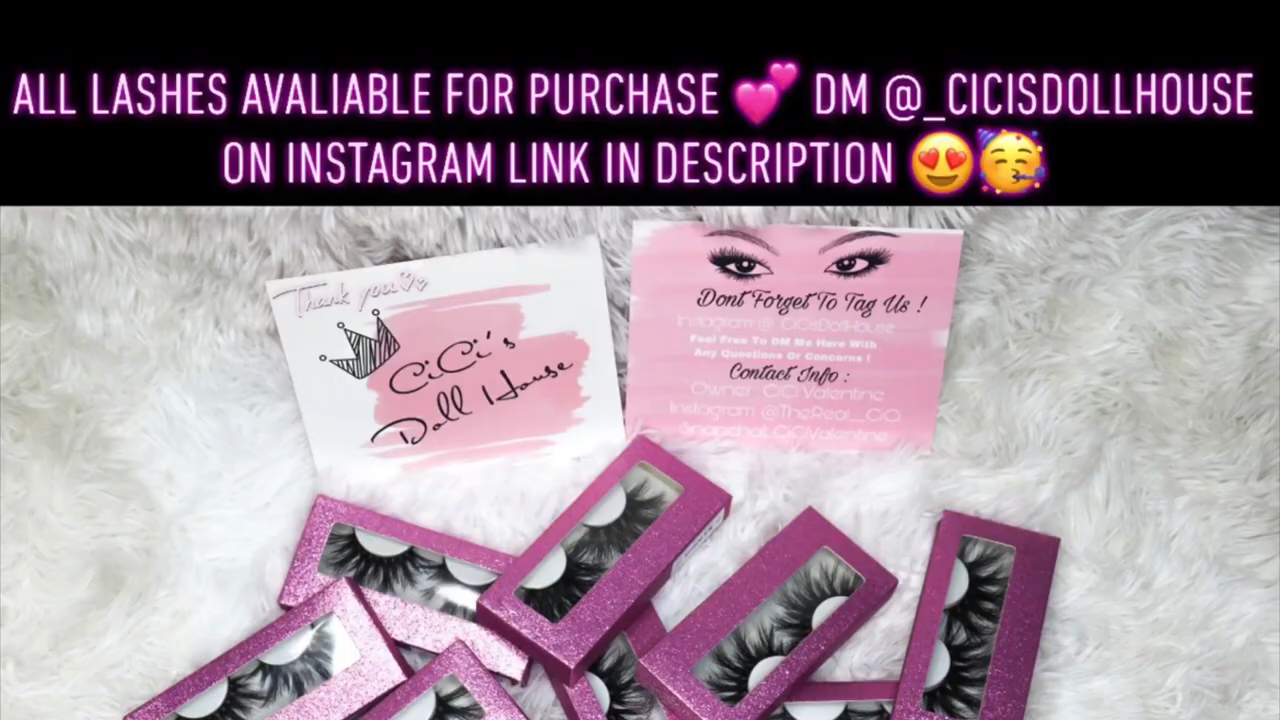 ALL LASHES AVALIABLE FOR PURCHASE 💕 DM @_CICISDOLLHOUSE
ON INSTAGRAM LINK IN DESCRIPTION 😍🥳
Thank you♡♡
CiCi's
Doll House
Dont Forget To Tag Us !
Instagram @_CiCisDollHouse
Feel Free To DM Me Here With
Any Questions Or Concerns !
Contact Info :
Owner: CiCi Valentine
Instagram: @TheReal__CiCi
Snapchat: CiCiValentine